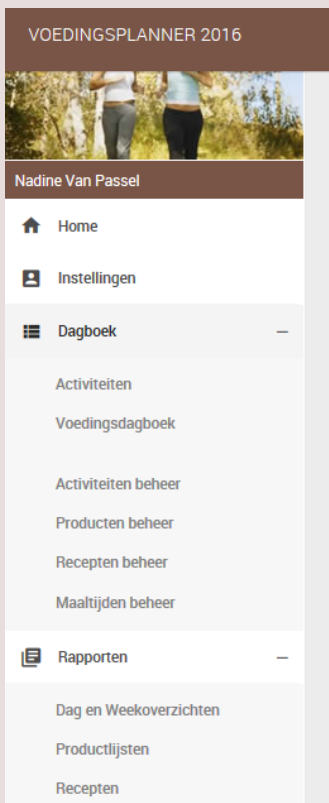 VOEDINGSPLANNER 2016
Nadine Van Passel
Home
Instellingen
Dagboek
Activiteiten
Voedingsdagboek
Activiteiten beheer
Producten beheer
Recepten beheer
Maaltijden beheer
Rapporten
Dag en Weekoverzichten
Productlijsten
Recepten